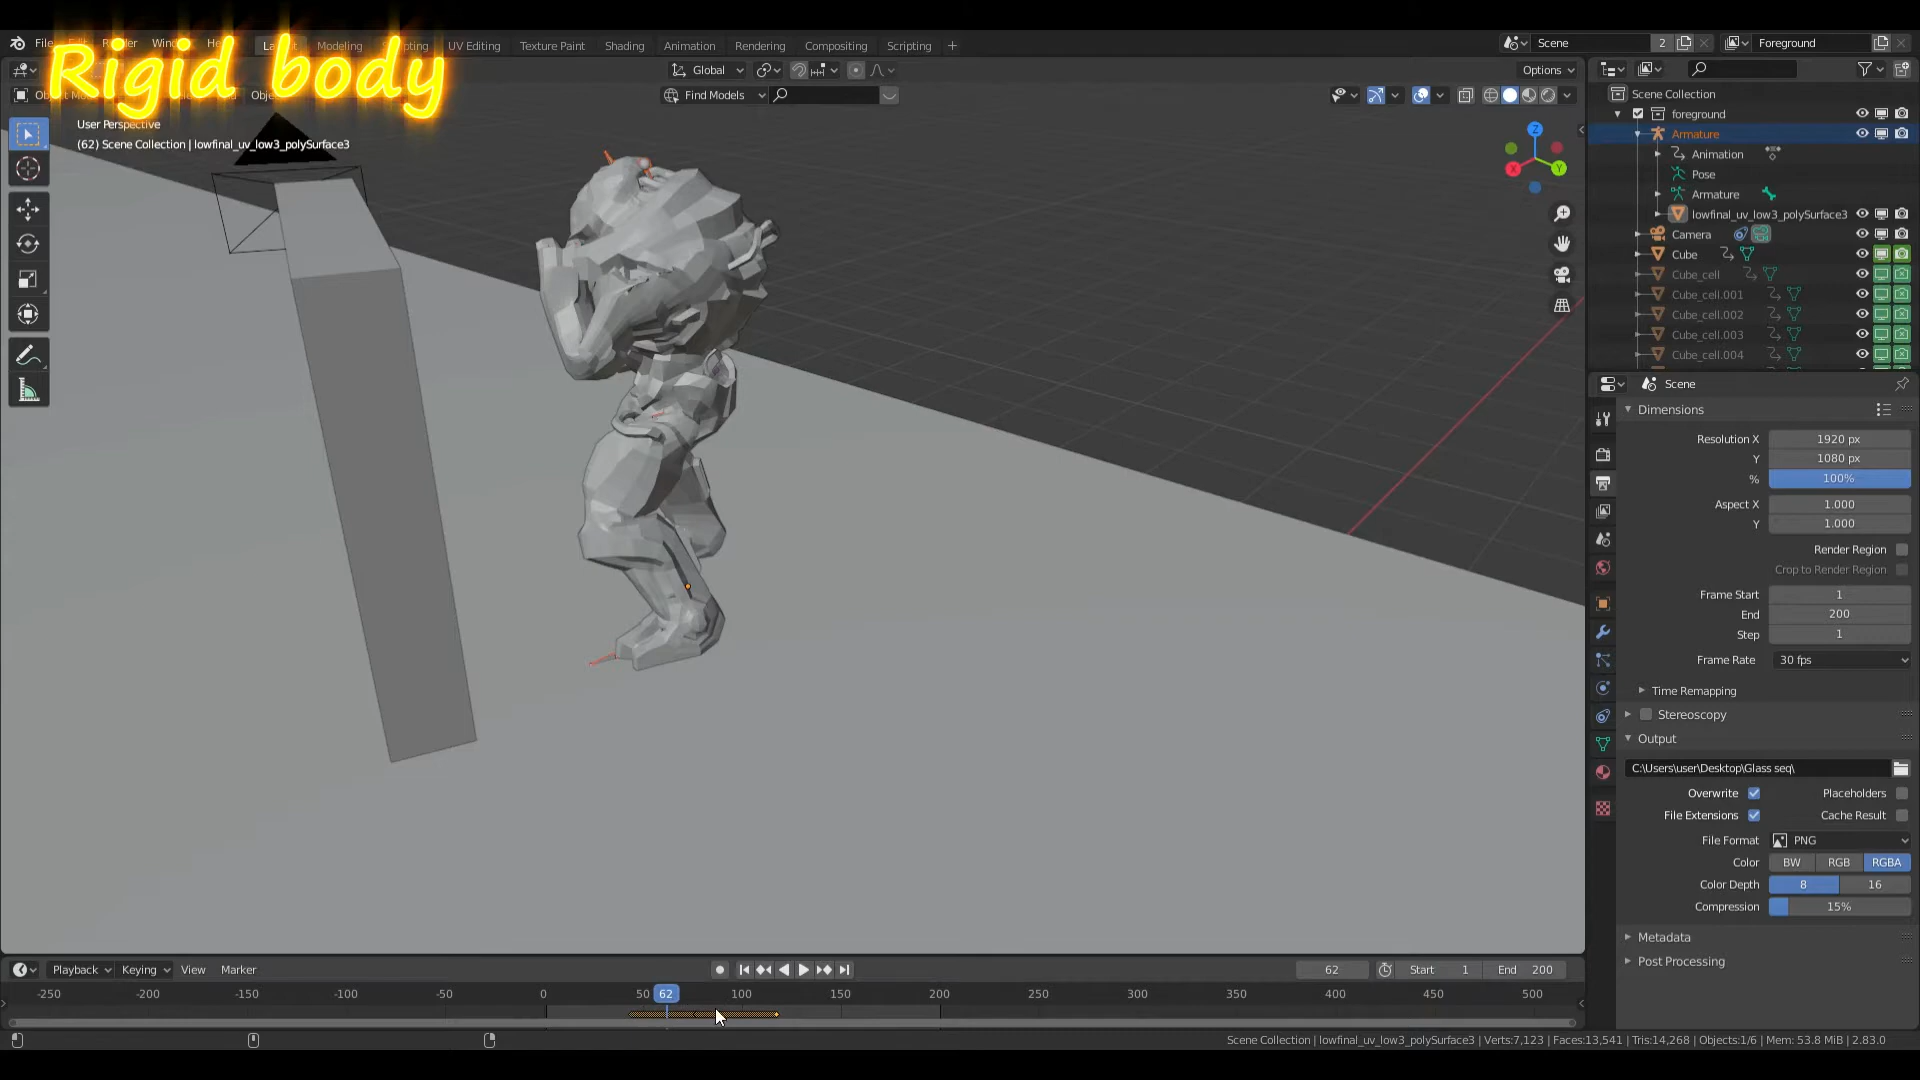 Rigid body
File
Render
Layout Modeling Sculpting UV Editing Texture Paint Shading Animation Rendering Compositing Scripting +
Scene 2
Foreground
Global
Options
Find Models
User Perspective
(62) Scene Collection | lowfinal_uv_low3_polySurface3
Z
X
Y
Scene Collection
foreground
Armature
Animation
Pose
Armature
lowfinal_uv_low3_polySurface3
Camera
Cube
Cube_cell
Cube_cell.001
Cube_cell.002
Cube_cell.003
Cube_cell.004
Scene
Dimensions
Resolution X 1920 px
Y 1080 px
% 100%
Aspect X 1.000
Y 1.000
Render Region
Crop to Render Region
Frame Start 1
End 200
Step 1
Frame Rate 30 fps
Time Remapping
Stereoscopy
Output
C:\Users\user\Desktop\Glass seq\
Overwrite Placeholders
File Extensions Cache Result
File Format PNG
Color BW RGB RGBA
Color Depth 8 16
Compression 15%
Metadata
Post Processing
Playback Keying View Marker
62 Start 1 End 200
-250 -200 -150 -100 -50 0 50 62 100 150 200 250 300 350 400 450 500
Scene Collection | lowfinal_uv_low3_polySurface3 | Verts:7,123 | Faces:13,541 | Tris:14,268 | Objects:1/6 | Mem: 53.8 MiB | 2.83.0